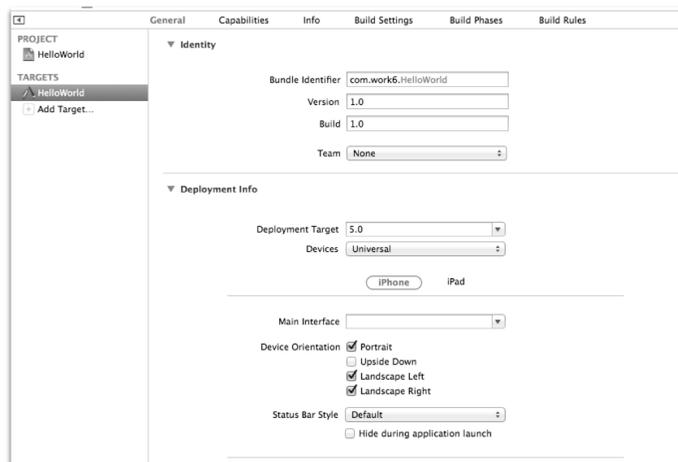 General Capabilities Info Build Settings Build Phases Build Rules
PROJECT
HelloWorld
TARGETS
HelloWorld
Add Target...
Identity
Bundle Identifier com.work6.HelloWorld
Version 1.0
Build 1.0
Team None
Deployment Info
Deployment Target 5.0
Devices Universal
iPhone iPad
Main Interface
Device Orientation Portrait
Upside Down
Landscape Left
Landscape Right
Status Bar Style Default
Hide during application launch